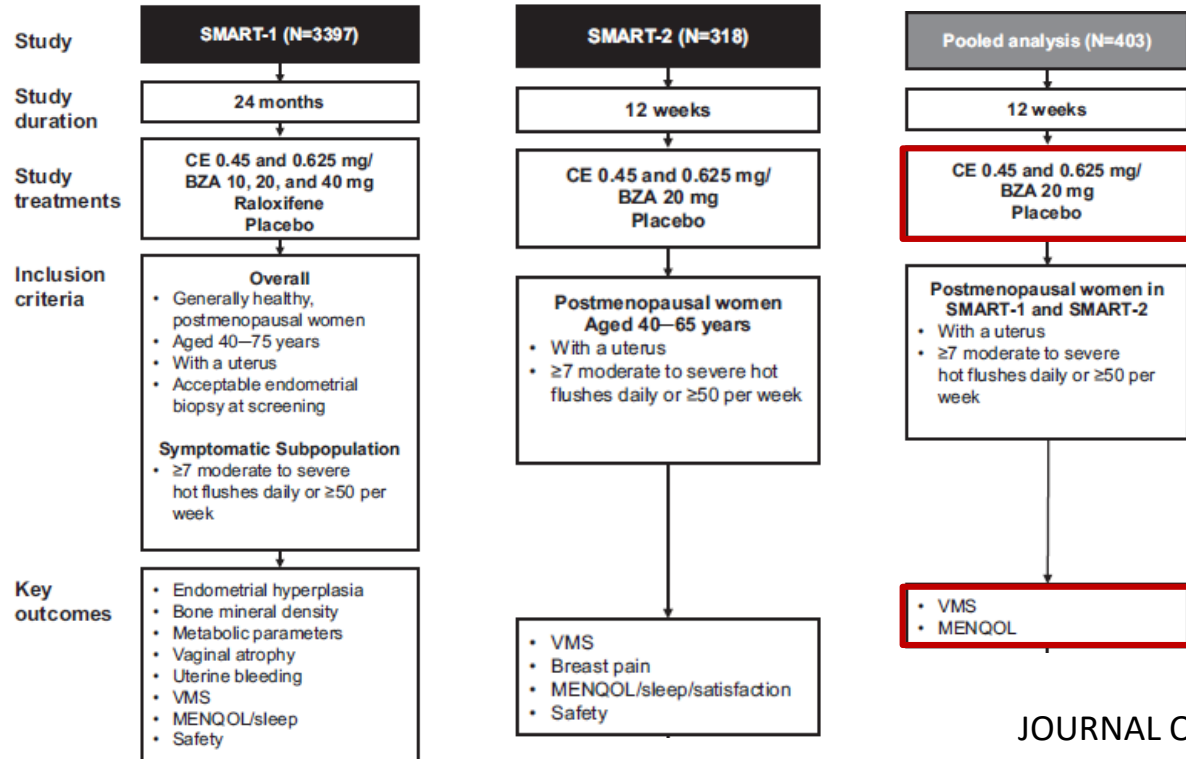 Study
SMART-1 (N=3397)
SMART-2 (N=318)
Pooled analysis (N=403)
Study
duration
24 months
12 weeks
12 weeks
Study
treatments
CE 0.45 and 0.625 mg/
BZA 10, 20, and 40 mg
Raloxifene
Placebo
CE 0.45 and 0.625 mg/
BZA 20 mg
Placebo
CE 0.45 and 0.625 mg/
BZA 20 mg
Placebo
Inclusion
criteria
Overall
• Generally healthy,
postmenopausal women
• Aged 40–75 years
• With a uterus
• Acceptable endometrial
biopsy at screening
Symptomatic Subpopulation
• ≥7 moderate to severe
hot flushes daily or ≥50 per
week
Postmenopausal women
Aged 40–65 years
• With a uterus
• ≥7 moderate to severe hot
flushes daily or ≥50 per week
Postmenopausal women in
SMART-1 and SMART-2
• With a uterus
• ≥7 moderate to severe
hot flushes daily or ≥50 per
week
Key
outcomes
• Endometrial hyperplasia
• Bone mineral density
• Metabolic parameters
• Vaginal atrophy
• Uterine bleeding
• VMS
• MENQOL/sleep
• Safety
• VMS
• Breast pain
• MENQOL/sleep/satisfaction
• Safety
• VMS
• MENQOL
JOURNAL